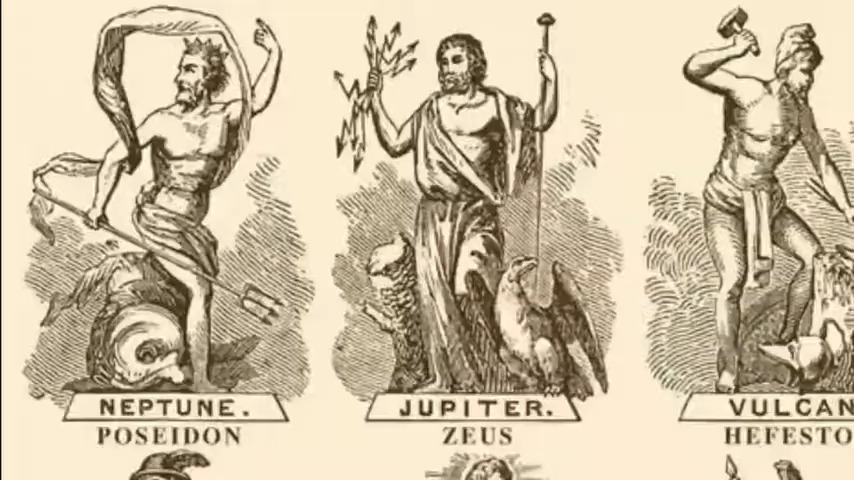 NEPTUNE.
POSEIDON
JUPITER.
ZEUS
VULCAN
HEFESTO